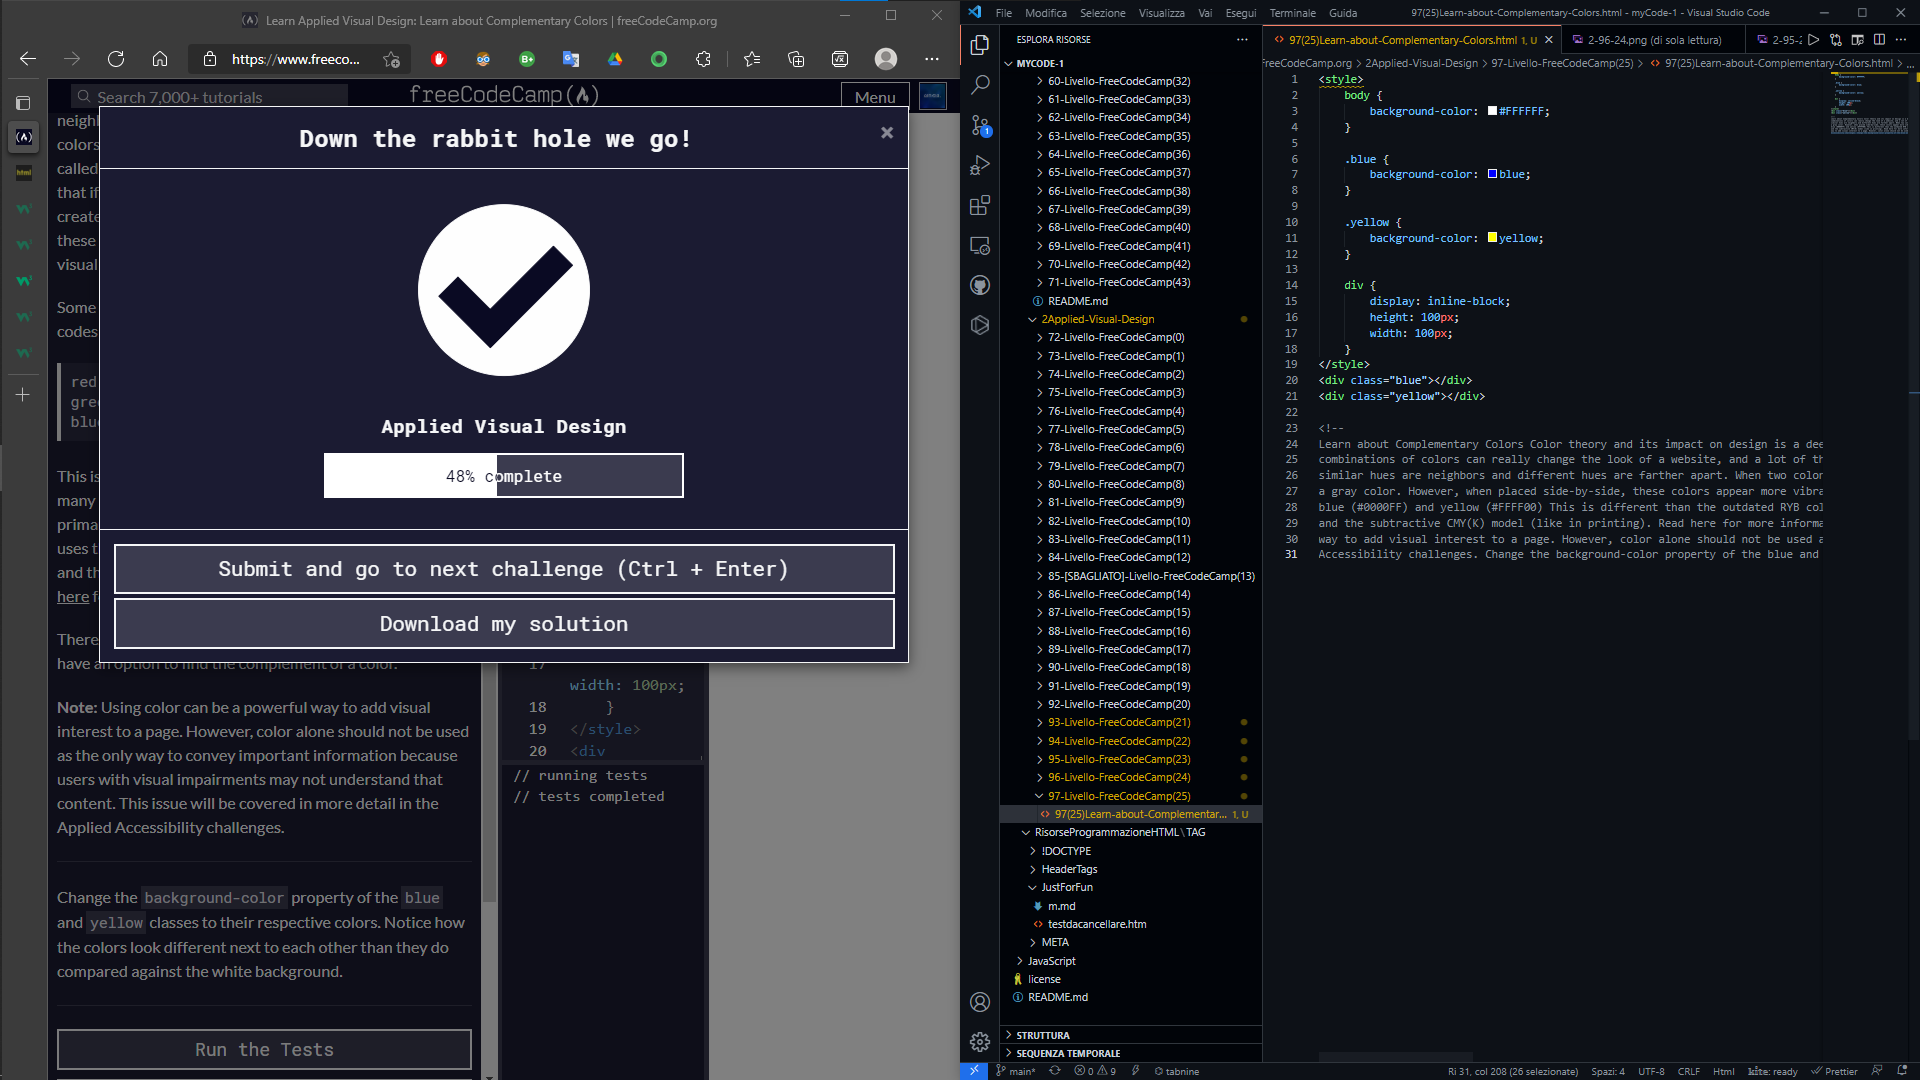 Learn Applied Visual Design: Learn about Complementary Colors | freeCodeCamp.org
https://www.freeco...
Search 7,000+ tutorials
freeCodeCamp(🔥)
Menu
neighb
colors
called
that if
create
these
visual
Some
codes
red
gree
blue
This is
many
prima
uses t
and th
here f
There
have an option to find the complement of a color.
Down the rabbit hole we go!
×
Applied Visual Design
48% complete
Submit and go to next challenge (Ctrl + Enter)
Download my solution
Note: Using color can be a powerful way to add visual
interest to a page. However, color alone should not be used
as the only way to convey important information because
users with visual impairments may not understand that
content. This issue will be covered in more detail in the
Applied Accessibility challenges.
Change the background-color property of the blue
and yellow classes to their respective colors. Notice how
the colors look different next to each other than they do
compared against the white background.
Run the Tests
17
width: 100px;
18 }
19 </style>
20 <div
// running tests
// tests completed
File Modifica Selezione Visualizza Vai Esegui Terminale Guida
97(25)Learn-about-Complementary-Colors.html - myCode-1 - Visual Studio Code
ESPLORA RISORSE
MYCODE-1
60-Livello-FreeCodeCamp(32)
61-Livello-FreeCodeCamp(33)
62-Livello-FreeCodeCamp(34)
63-Livello-FreeCodeCamp(35)
64-Livello-FreeCodeCamp(36)
65-Livello-FreeCodeCamp(37)
66-Livello-FreeCodeCamp(38)
67-Livello-FreeCodeCamp(39)
68-Livello-FreeCodeCamp(40)
69-Livello-FreeCodeCamp(41)
70-Livello-FreeCodeCamp(42)
71-Livello-FreeCodeCamp(43)
README.md
2Applied-Visual-Design
72-Livello-FreeCodeCamp(0)
73-Livello-FreeCodeCamp(1)
74-Livello-FreeCodeCamp(2)
75-Livello-FreeCodeCamp(3)
76-Livello-FreeCodeCamp(4)
77-Livello-FreeCodeCamp(5)
78-Livello-FreeCodeCamp(6)
79-Livello-FreeCodeCamp(7)
80-Livello-FreeCodeCamp(8)
81-Livello-FreeCodeCamp(9)
82-Livello-FreeCodeCamp(10)
83-Livello-FreeCodeCamp(11)
84-Livello-FreeCodeCamp(12)
85-[SBAGLIATO]-Livello-FreeCodeCamp(13)
86-Livello-FreeCodeCamp(14)
87-Livello-FreeCodeCamp(15)
88-Livello-FreeCodeCamp(16)
89-Livello-FreeCodeCamp(17)
90-Livello-FreeCodeCamp(18)
91-Livello-FreeCodeCamp(19)
92-Livello-FreeCodeCamp(20)
93-Livello-FreeCodeCamp(21)
94-Livello-FreeCodeCamp(22)
95-Livello-FreeCodeCamp(23)
96-Livello-FreeCodeCamp(24)
97-Livello-FreeCodeCamp(25)
97(25)Learn-about-Complementar... 1, U
RisorseProgrammazioneHTML\TAG
!DOCTYPE
HeaderTags
JustForFun
m.md
testdacancellare.htm
META
JavaScript
license
README.md
STRUTTURA
SEQUENZA TEMPORALE
97(25)Learn-about-Complementary-Colors.html 1, U
2-96-24.png (di sola lettura)
2-95-2
FreeCodeCamp.org > 2Applied-Visual-Design > 97-Livello-FreeCodeCamp(25) > 97(25)Learn-about-Complementary-Colors.html > ...
1 <style>
2 body {
3 background-color: #FFFFFF;
4 }
5
6 .blue {
7 background-color: blue;
8 }
9
10 .yellow {
11 background-color: yellow;
12 }
13
14 div {
15 display: inline-block;
16 height: 100px;
17 width: 100px;
18 }
19 </style>
20 <div class="blue"></div>
21 <div class="yellow"></div>
22
23 <!--
24 Learn about Complementary Colors Color theory and its impact on design is a dee
25 combinations of colors can really change the look of a website, and a lot of th
26 similar hues are neighbors and different hues are farther apart. When two color
27 a gray color. However, when placed side-by-side, these colors appear more vibra
28 blue (#0000FF) and yellow (#FFFF00) This is different than the outdated RYB col
29 and the subtractive CMY(K) model (like in printing). Read here for more informa
30 way to add visual interest to a page. However, color alone should not be used a
31 Accessibility challenges. Change the background-color property of the blue and
main* 0 9 tabnine
Ri 31, col 208 (26 selezionate) Spazi: 4 UTF-8 CRLF Html kite: ready Prettier